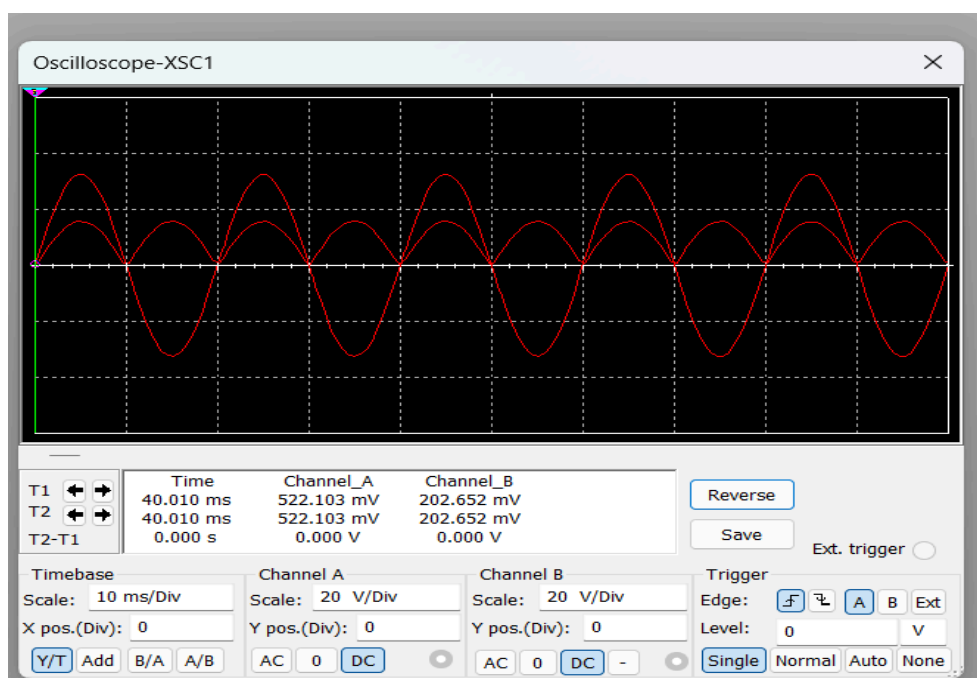 Oscilloscope-XSC1
Time Channel_A Channel_B
T1 40.010 ms 522.103 mV 202.652 mV
T2 40.010 ms 522.103 mV 202.652 mV
T2-T1 0.000 s 0.000 V 0.000 V
Reverse
Save
Ext. trigger
Timebase
Scale: 10 ms/Div
X pos.(Div): 0
Y/T Add B/A A/B
Channel A
Scale: 20 V/Div
Y pos.(Div): 0
AC 0 DC
Channel B
Scale: 20 V/Div
Y pos.(Div): 0
AC 0 DC -
Trigger
Edge: A B Ext
Level: 0 V
Single Normal Auto None